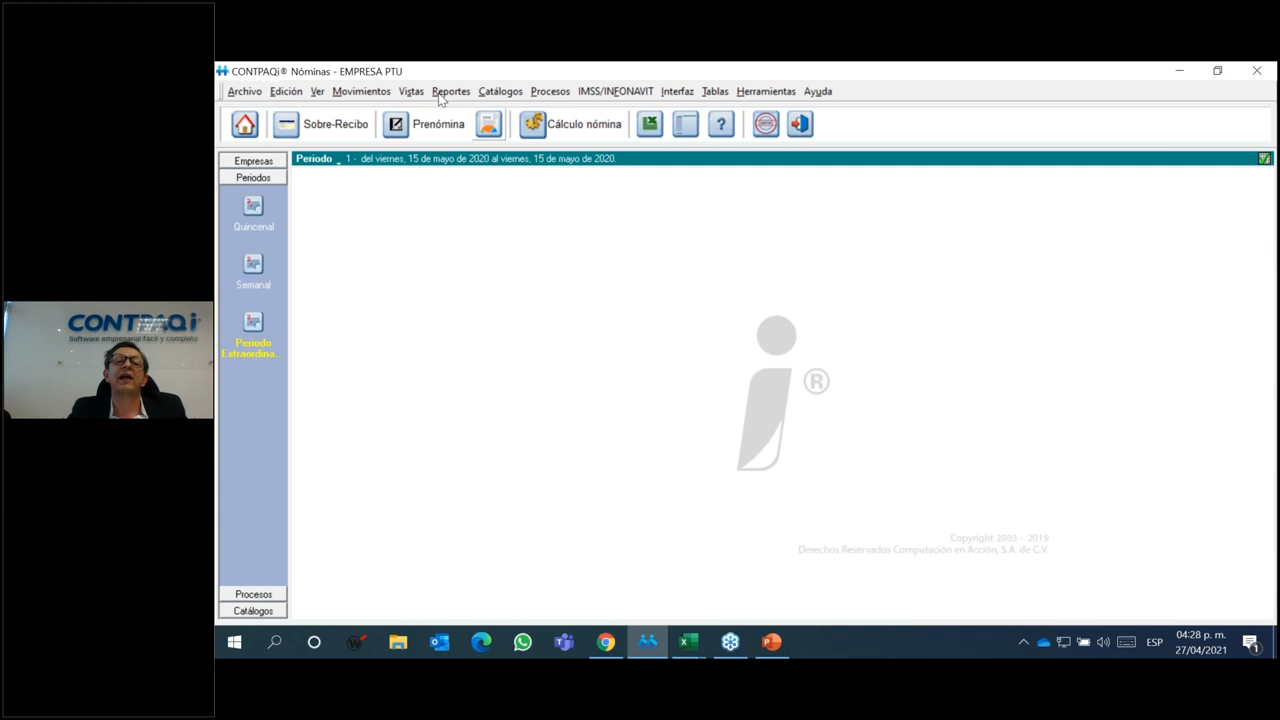 CONTPAQi® Nóminas - EMPRESA PTU
Archivo Edición Ver Movimientos Vistas Reportes Catálogos Procesos IMSS/INFONAVIT Interfaz Tablas Herramientas Ayuda
Sobre-Recibo Prenómina Cálculo nómina
Empresas
Periodos
Periodo 1 - del viernes, 15 de mayo de 2020 al viernes, 15 de mayo de 2020.
Quincenal
Semanal
Periodo
Extraordina...
CONTPAQi
Software empresarial fácil y completo
®
Copyright 2003 - 2019
Derechos Reservados Computación en Acción, S.A. de C.V.
Procesos
Catálogos
ESP
04:28 p. m.
27/04/2021
1